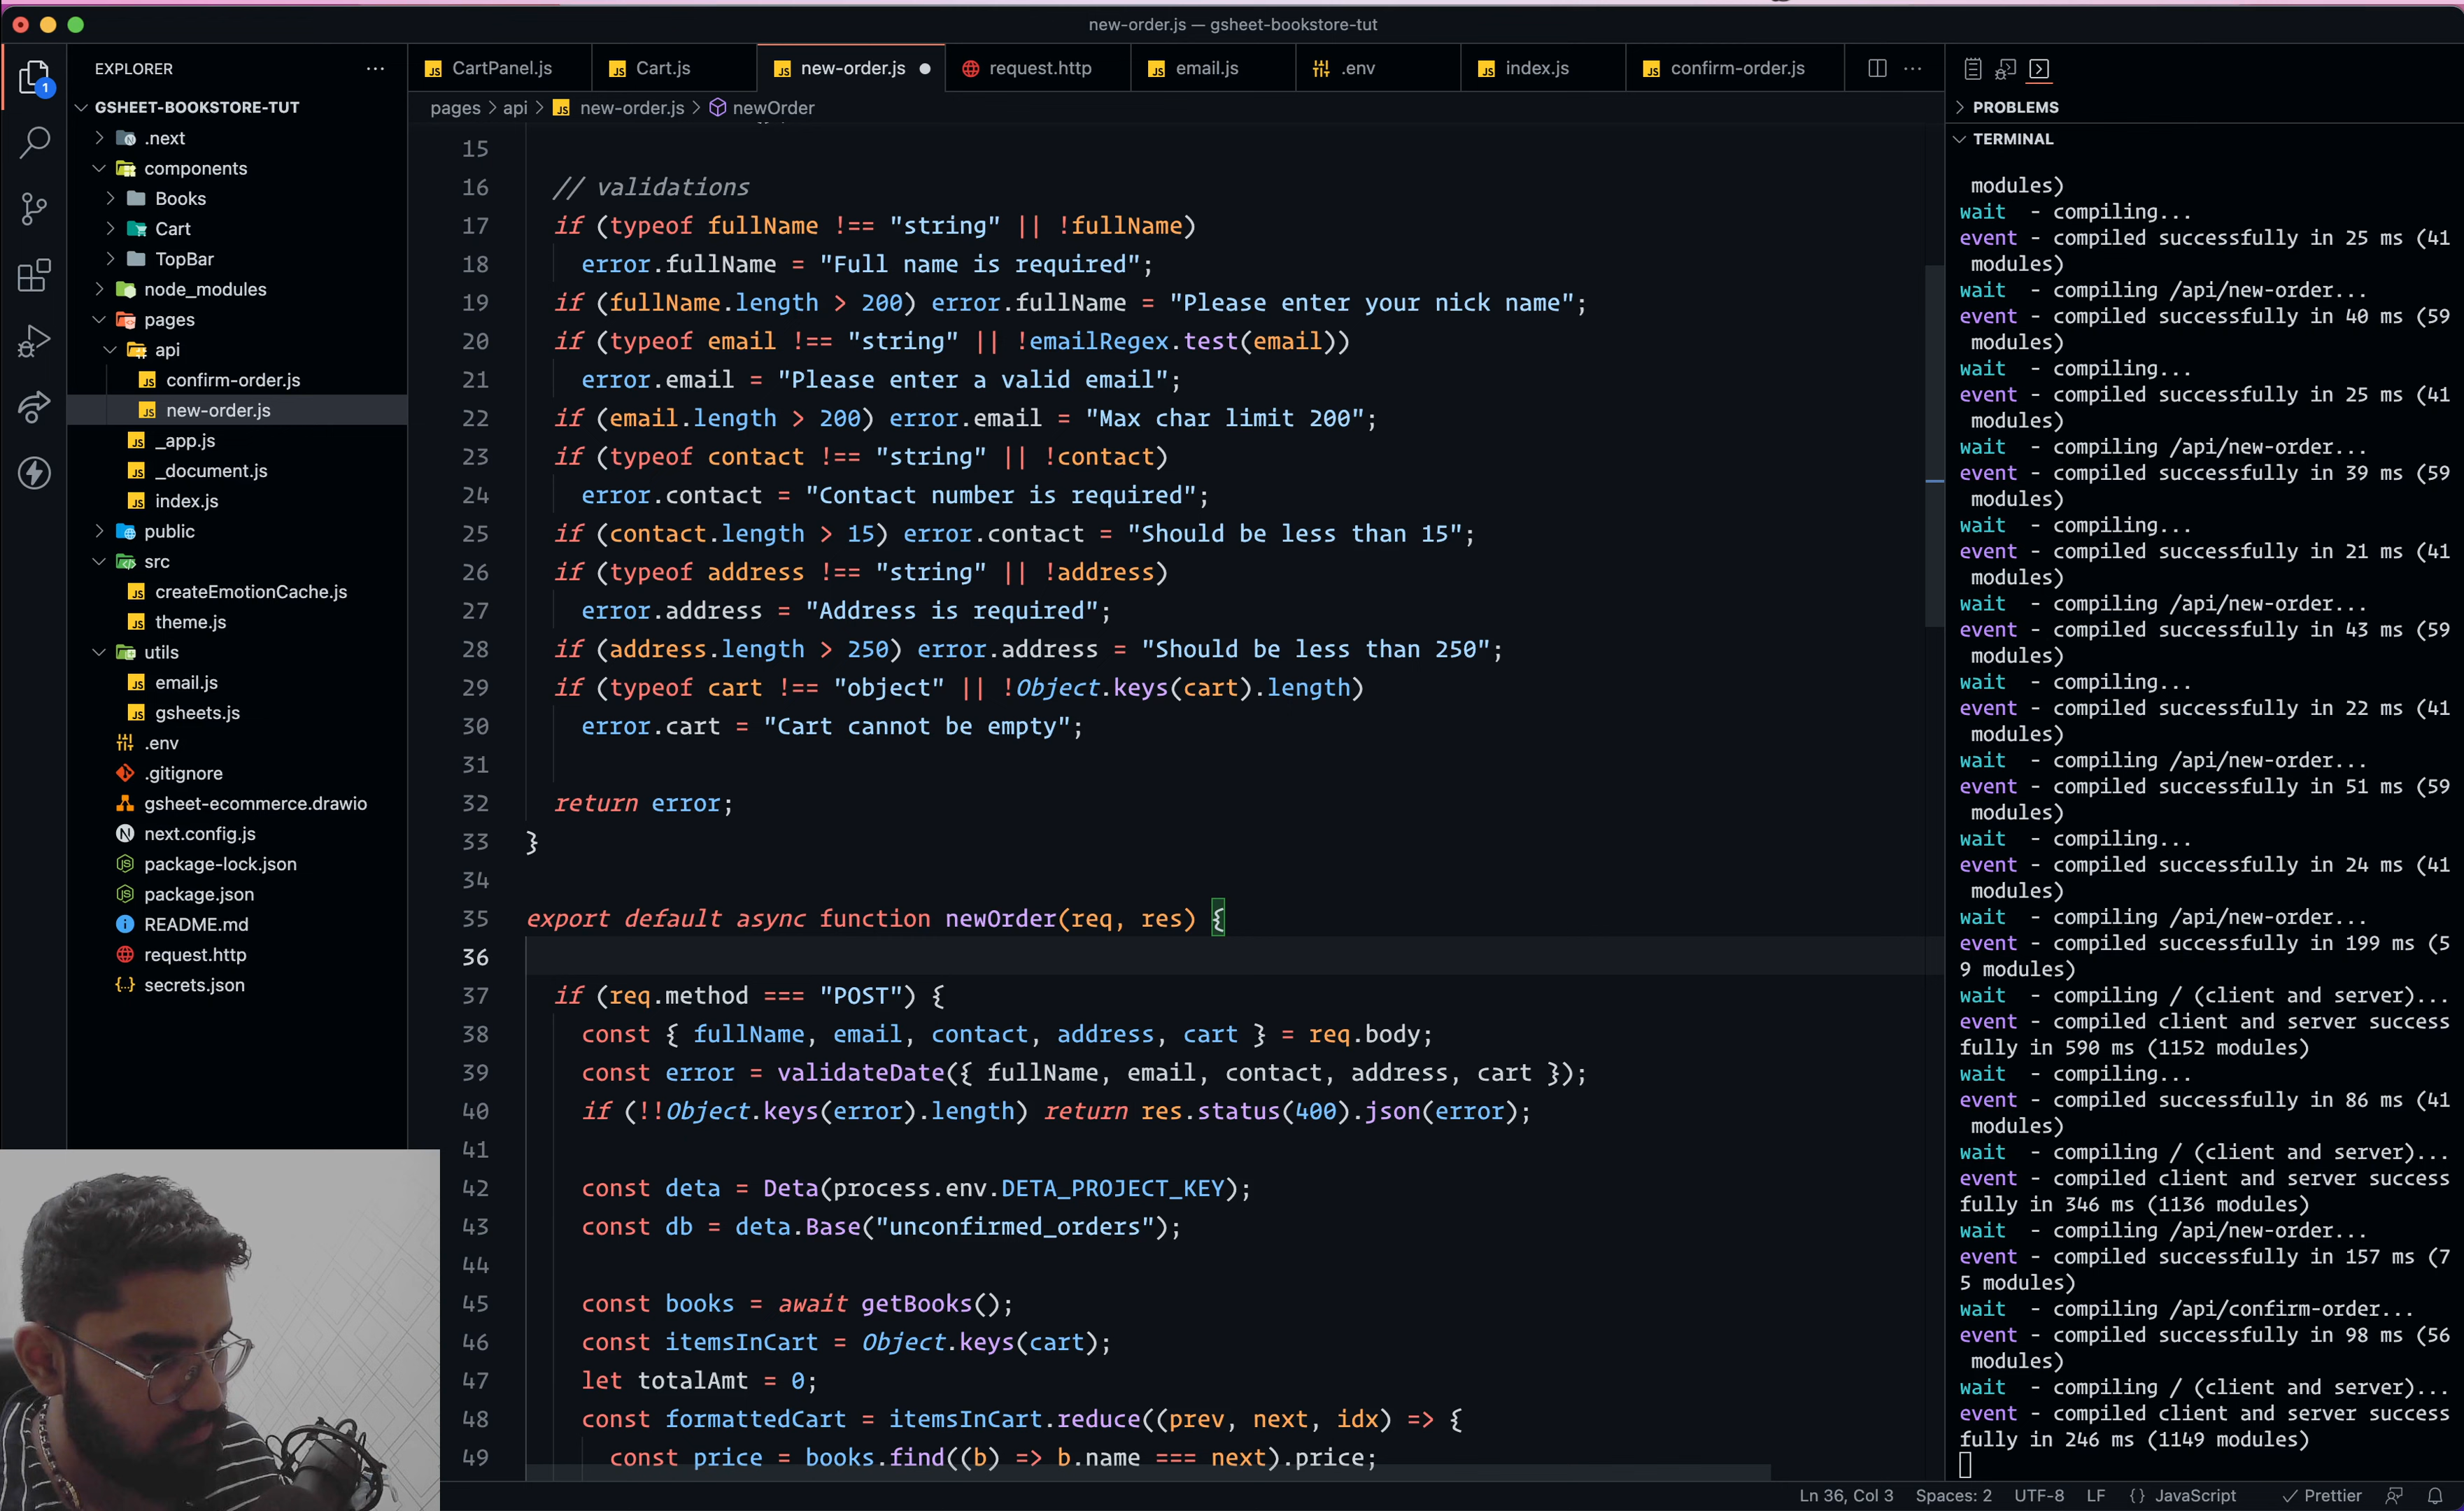 new-order.js — gsheet-bookstore-tut
EXPLORER
1
GSHEET-BOOKSTORE-TUT
.next
components
Books
Cart
TopBar
node_modules
pages
api
confirm-order.js
new-order.js
_app.js
_document.js
index.js
public
src
createEmotionCache.js
theme.js
utils
email.js
gsheets.js
.env
.gitignore
gsheet-ecommerce.drawio
next.config.js
package-lock.json
package.json
README.md
request.http
secrets.json
CartPanel.js
Cart.js
new-order.js
request.http
email.js
.env
index.js
confirm-order.js
pages > api > new-order.js > newOrder
15
16 // validations
17 if (typeof fullName !== "string" || !fullName)
18 error.fullName = "Full name is required";
19 if (fullName.length > 200) error.fullName = "Please enter your nick name";
20 if (typeof email !== "string" || !emailRegex.test(email))
21 error.email = "Please enter a valid email";
22 if (email.length > 200) error.email = "Max char limit 200";
23 if (typeof contact !== "string" || !contact)
24 error.contact = "Contact number is required";
25 if (contact.length > 15) error.contact = "Should be less than 15";
26 if (typeof address !== "string" || !address)
27 error.address = "Address is required";
28 if (address.length > 250) error.address = "Should be less than 250";
29 if (typeof cart !== "object" || !Object.keys(cart).length)
30 error.cart = "Cart cannot be empty";
31
32 return error;
33 }
34
35 export default async function newOrder(req, res) {
36
37 if (req.method === "POST") {
38 const { fullName, email, contact, address, cart } = req.body;
39 const error = validateDate({ fullName, email, contact, address, cart });
40 if (!!Object.keys(error).length) return res.status(400).json(error);
41
42 const deta = Deta(process.env.DETA_PROJECT_KEY);
43 const db = deta.Base("unconfirmed_orders");
44
45 const books = await getBooks();
46 const itemsInCart = Object.keys(cart);
47 let totalAmt = 0;
48 const formattedCart = itemsInCart.reduce((prev, next, idx) => {
49 const price = books.find((b) => b.name === next).price;
PROBLEMS
TERMINAL
modules)
wait - compiling...
event - compiled successfully in 25 ms (41
modules)
wait - compiling /api/new-order...
event - compiled successfully in 40 ms (59
modules)
wait - compiling...
event - compiled successfully in 25 ms (41
modules)
wait - compiling /api/new-order...
event - compiled successfully in 39 ms (59
modules)
wait - compiling...
event - compiled successfully in 21 ms (41
modules)
wait - compiling /api/new-order...
event - compiled successfully in 43 ms (59
modules)
wait - compiling...
event - compiled successfully in 22 ms (41
modules)
wait - compiling /api/new-order...
event - compiled successfully in 51 ms (59
modules)
wait - compiling...
event - compiled successfully in 24 ms (41
modules)
wait - compiling /api/new-order...
event - compiled successfully in 199 ms (5
9 modules)
wait - compiling / (client and server)...
event - compiled client and server success
fully in 590 ms (1152 modules)
wait - compiling...
event - compiled successfully in 86 ms (41
modules)
wait - compiling / (client and server)...
event - compiled client and server success
fully in 346 ms (1136 modules)
wait - compiling /api/new-order...
event - compiled successfully in 157 ms (7
5 modules)
wait - compiling /api/confirm-order...
event - compiled successfully in 98 ms (56
modules)
wait - compiling / (client and server)...
event - compiled client and server success
fully in 246 ms (1149 modules)
Ln 36, Col 3 Spaces: 2 UTF-8 LF {} JavaScript Prettier